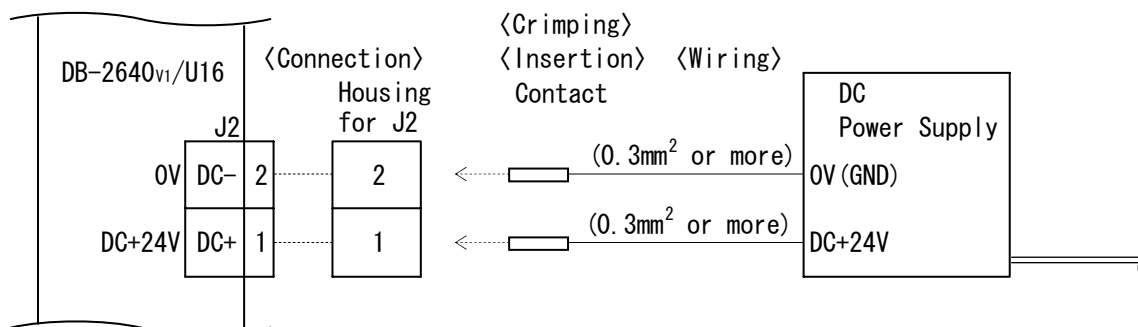 〈Crimping〉
DB-2640v1/U16 〈Connection〉 〈Insertion〉 〈Wiring〉
Housing Contact DC
J2 for J2 Power Supply
(0.3mm² or more)
0V DC- 2 2 0V(GND)
(0.3mm² or more)
DC+24V DC+ 1 1 DC+24V